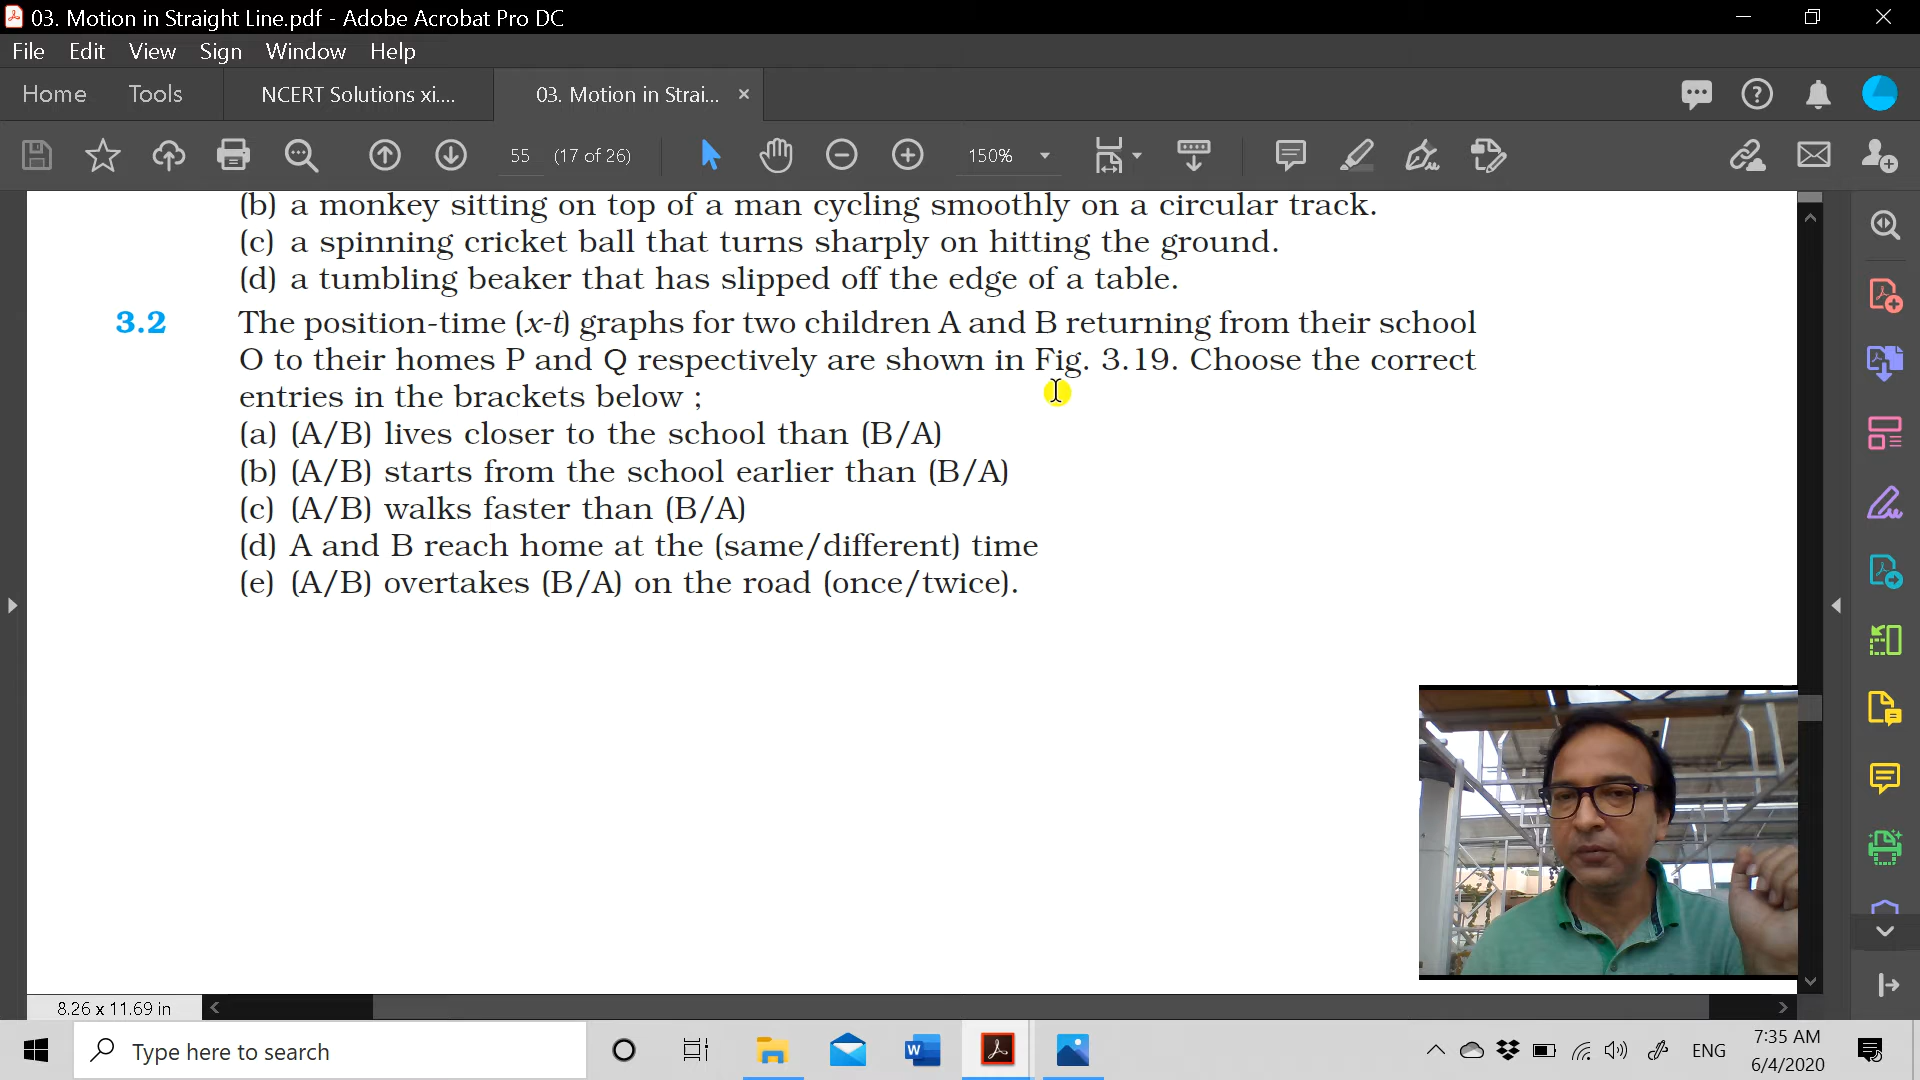 03. Motion in Straight Line.pdf - Adobe Acrobat Pro DC
File Edit View Sign Window Help
Home Tools NCERT Solutions xi.... 03. Motion in Strai... ×
55 (17 of 26) 150%
(b) a monkey sitting on top of a man cycling smoothly on a circular track.
(c) a spinning cricket ball that turns sharply on hitting the ground.
(d) a tumbling beaker that has slipped off the edge of a table.
3.2 The position-time (x-t) graphs for two children A and B returning from their school
O to their homes P and Q respectively are shown in Fig. 3.19. Choose the correct
entries in the brackets below ;
(a) (A/B) lives closer to the school than (B/A)
(b) (A/B) starts from the school earlier than (B/A)
(c) (A/B) walks faster than (B/A)
(d) A and B reach home at the (same/different) time
(e) (A/B) overtakes (B/A) on the road (once/twice).
8.26 x 11.69 in
Type here to search
W
ENG
7:35 AM
6/4/2020